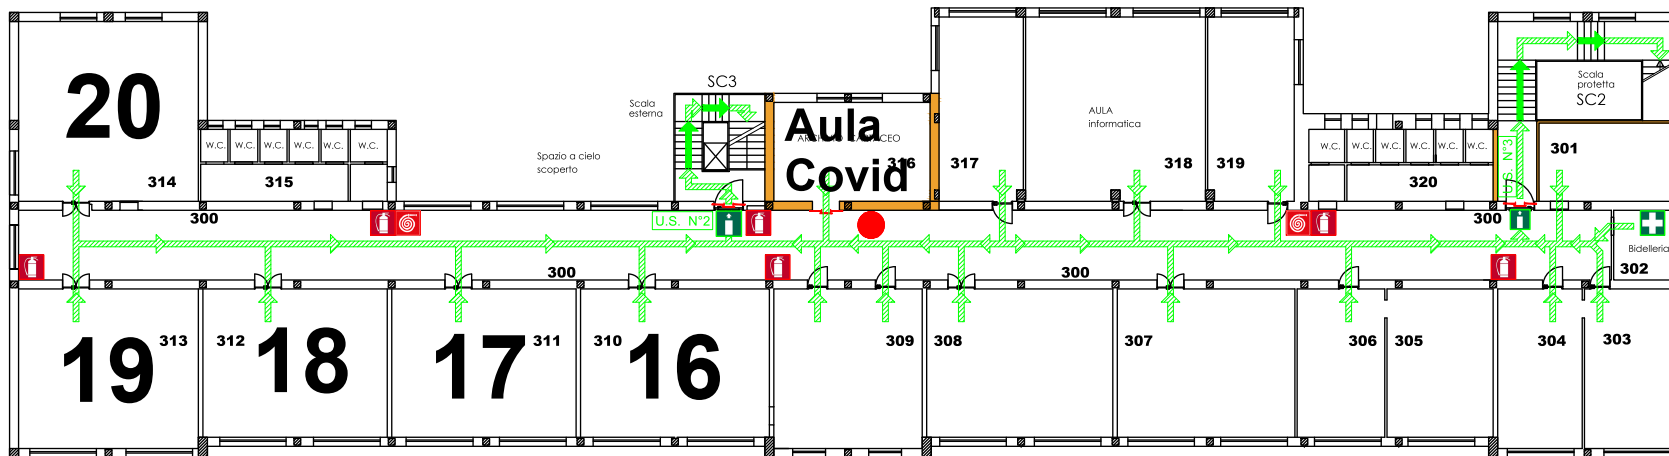 SC3
Scala
esterna
Spazio a cielo
scoperto
20
314
W.C. W.C. W.C. W.C. W.C. W.C.
315
300
U.S. N°2
Aula
Covid
316
317
AULA
informatica
318
319
W.C. W.C. W.C. W.C. W.C. W.C.
320
300
U.S. N°3
Scala
protetta
SC2
301
Bidelleria
302
300
300
19
313
312
18
17
311
310
16
309
308
307
306
305
304
303